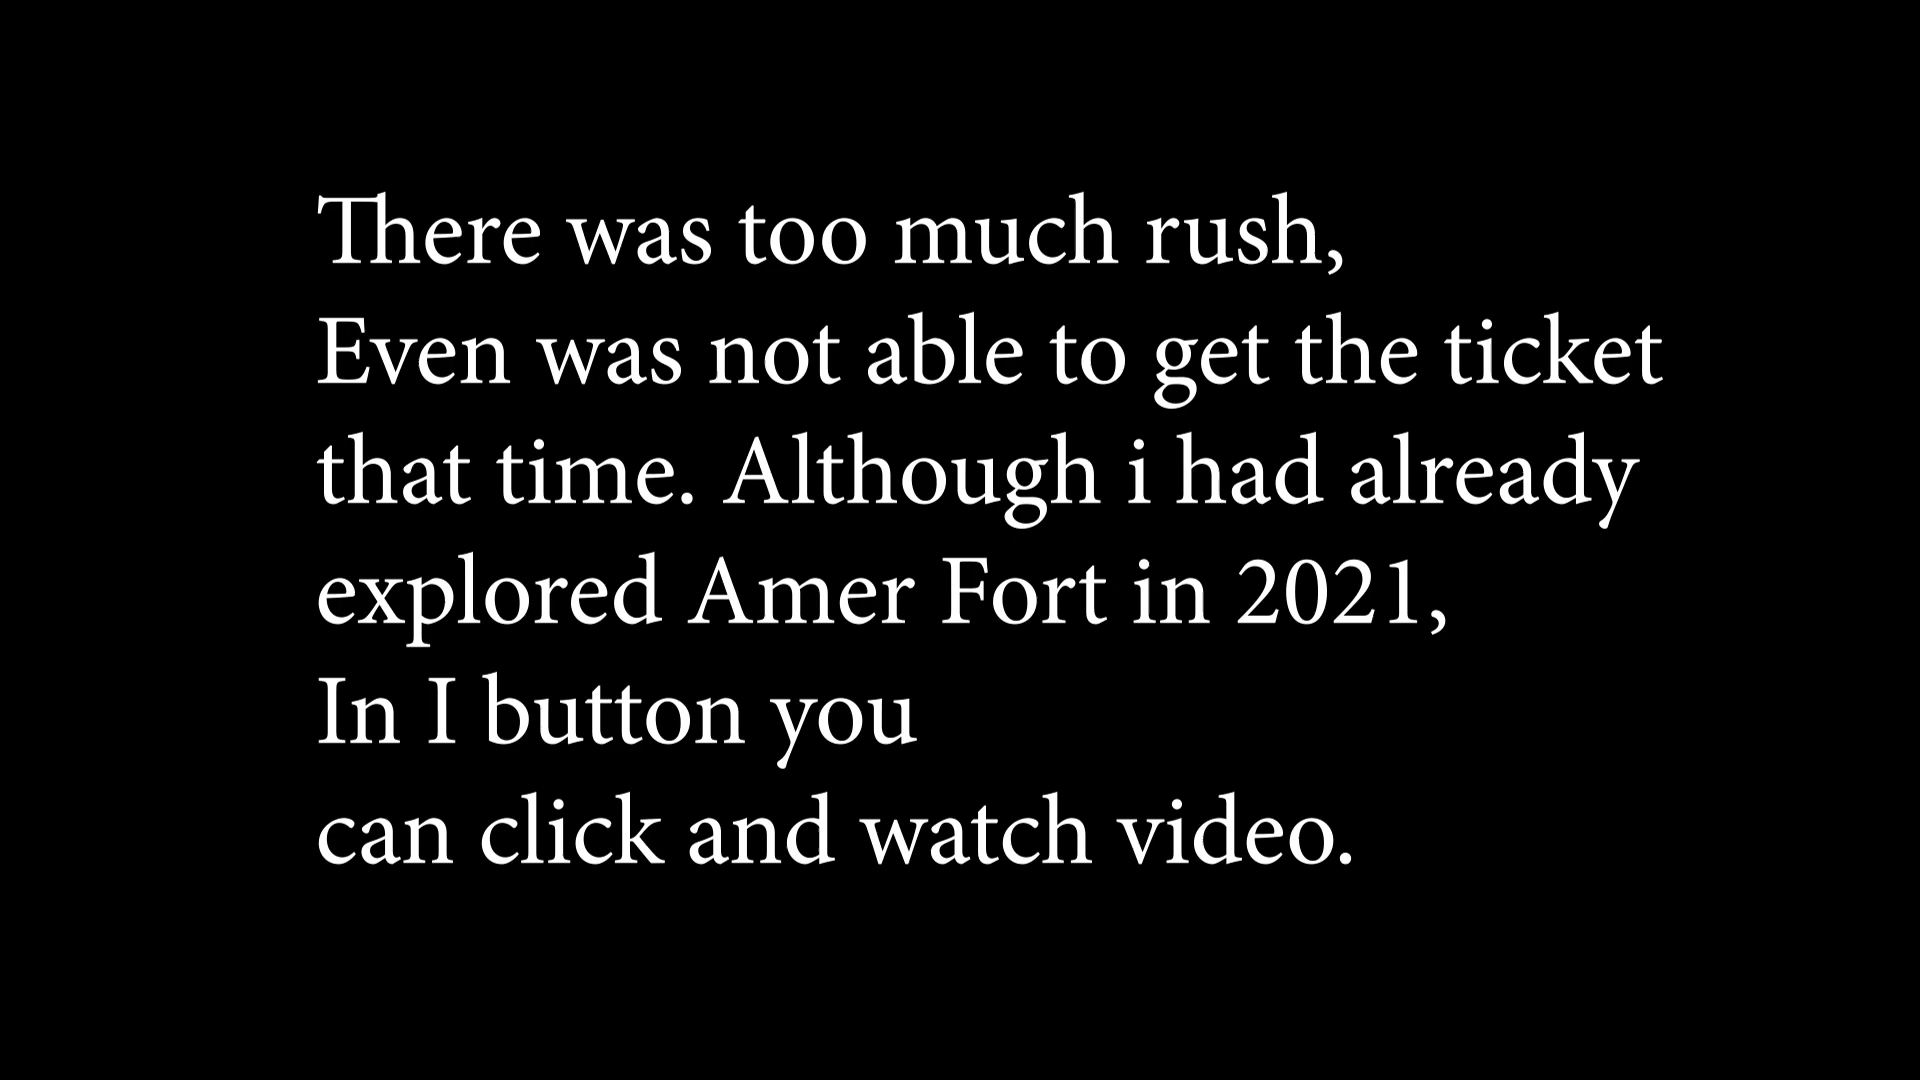 There was too much rush,
Even was not able to get the ticket
that time. Although i had already
explored Amer Fort in 2021,
In I button you
can click and watch video.